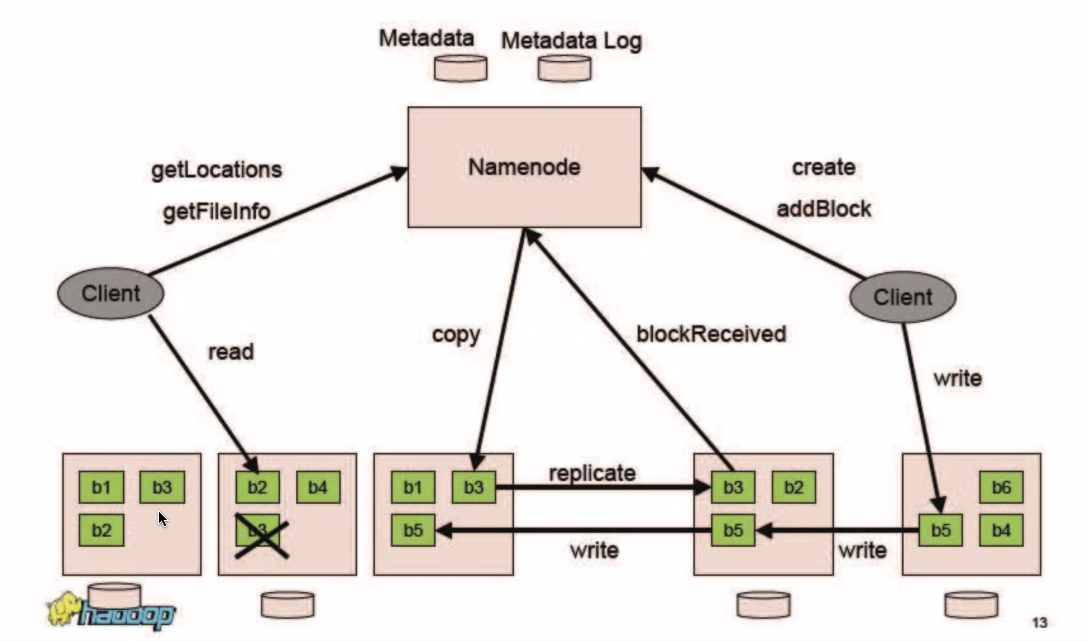 Metadata
Metadata Log
Namenode
getLocations
getFileInfo
create
addBlock
Client
Client
read
copy
blockReceived
write
b1 b3
b2
b2 b4
b3
b1 b3
b5
replicate
write
b3 b2
b5
write
b6
b5 b4
hadoop
13